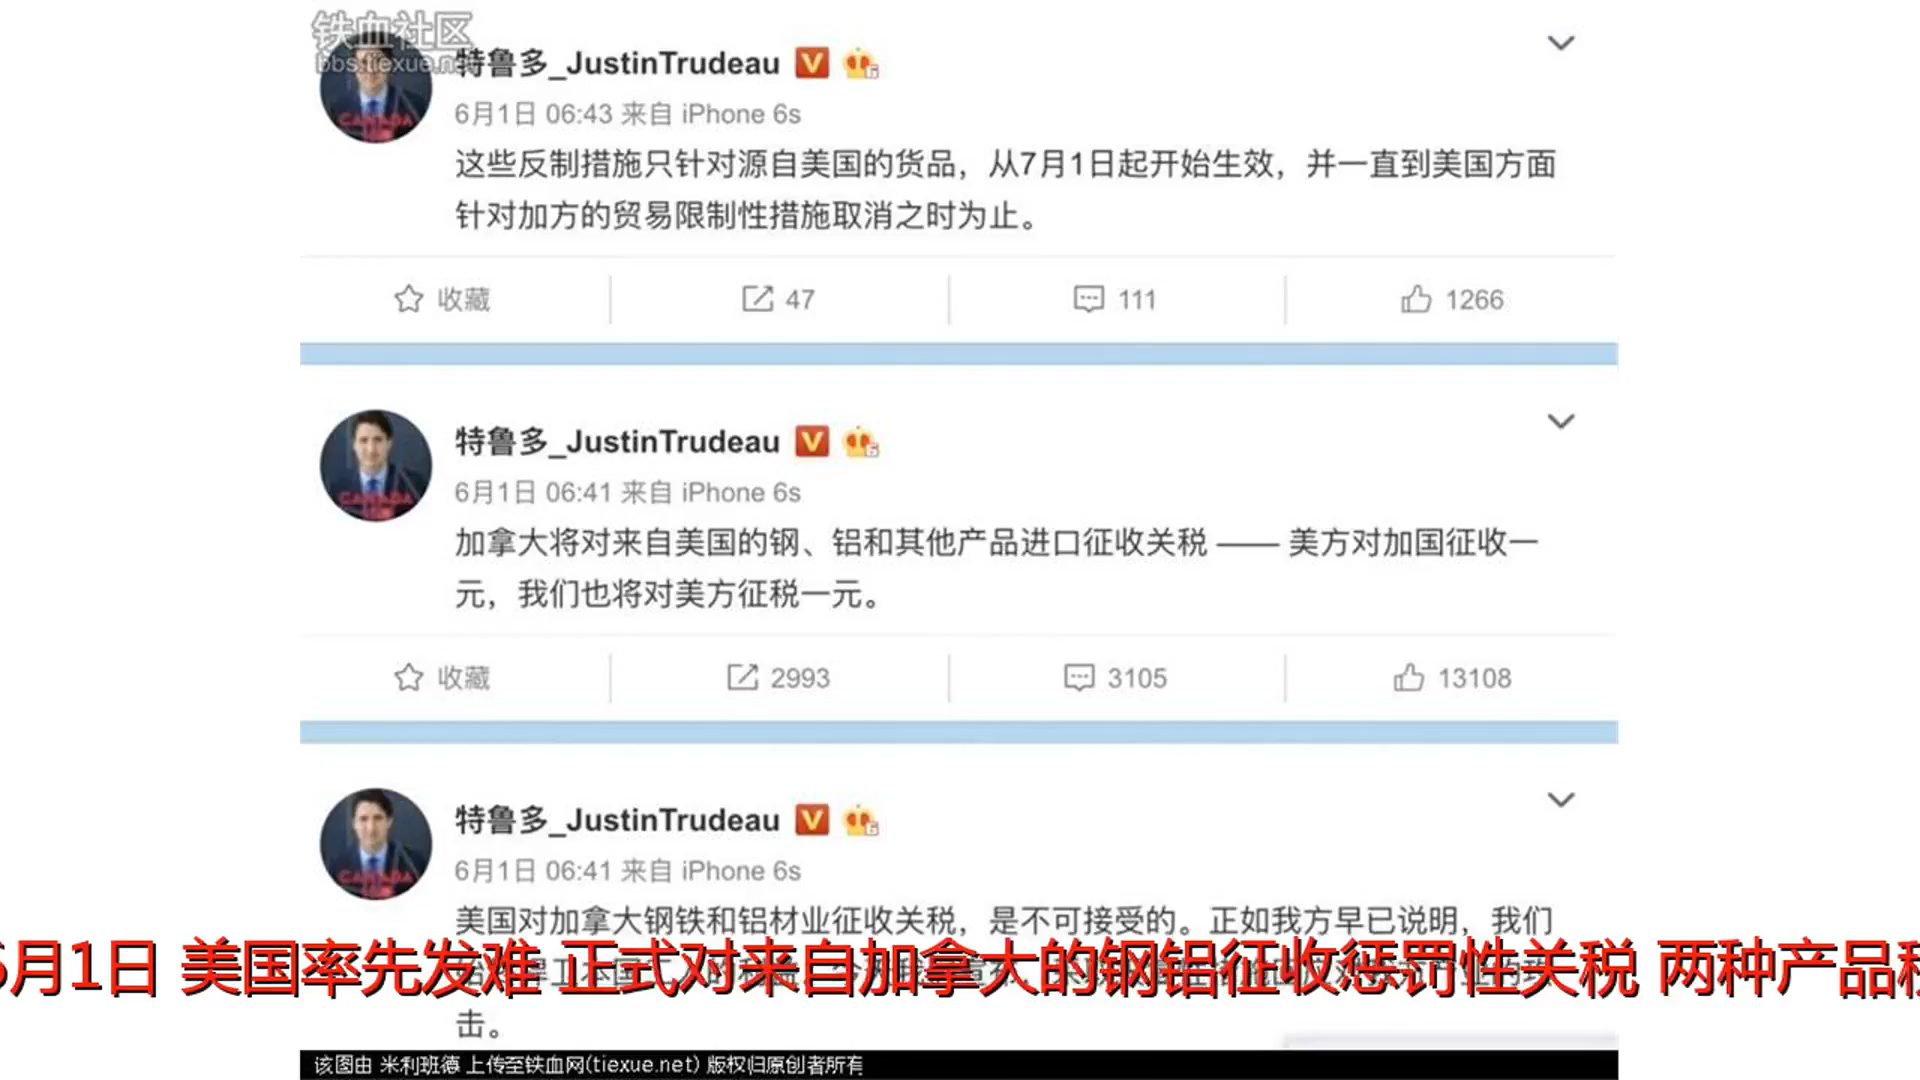 铁血社区
bbs.tiexue.net
特鲁多_JustinTrudeau
6月1日 06:43 来自 iPhone 6s
这些反制措施只针对源自美国的货品，从7月1日起开始生效，并一直到美国方面
针对加方的贸易限制性措施取消之时为止。
收藏 47 111 1266
特鲁多_JustinTrudeau
6月1日 06:41 来自 iPhone 6s
加拿大将对来自美国的钢、铝和其他产品进口征收关税 —— 美方对加国征收一
元，我们也将对美方征税一元。
收藏 2993 3105 13108
特鲁多_JustinTrudeau
6月1日 06:41 来自 iPhone 6s
美国对加拿大钢铁和铝材业征收关税，是不可接受的。正如我方早已说明，我们
月1日 美国率先发难 正式对来自加拿大的钢铝征收惩罚性关税 两种产品
击。
该图由 米利班德 上传至铁血网(tiexue.net) 版权归原创者所有